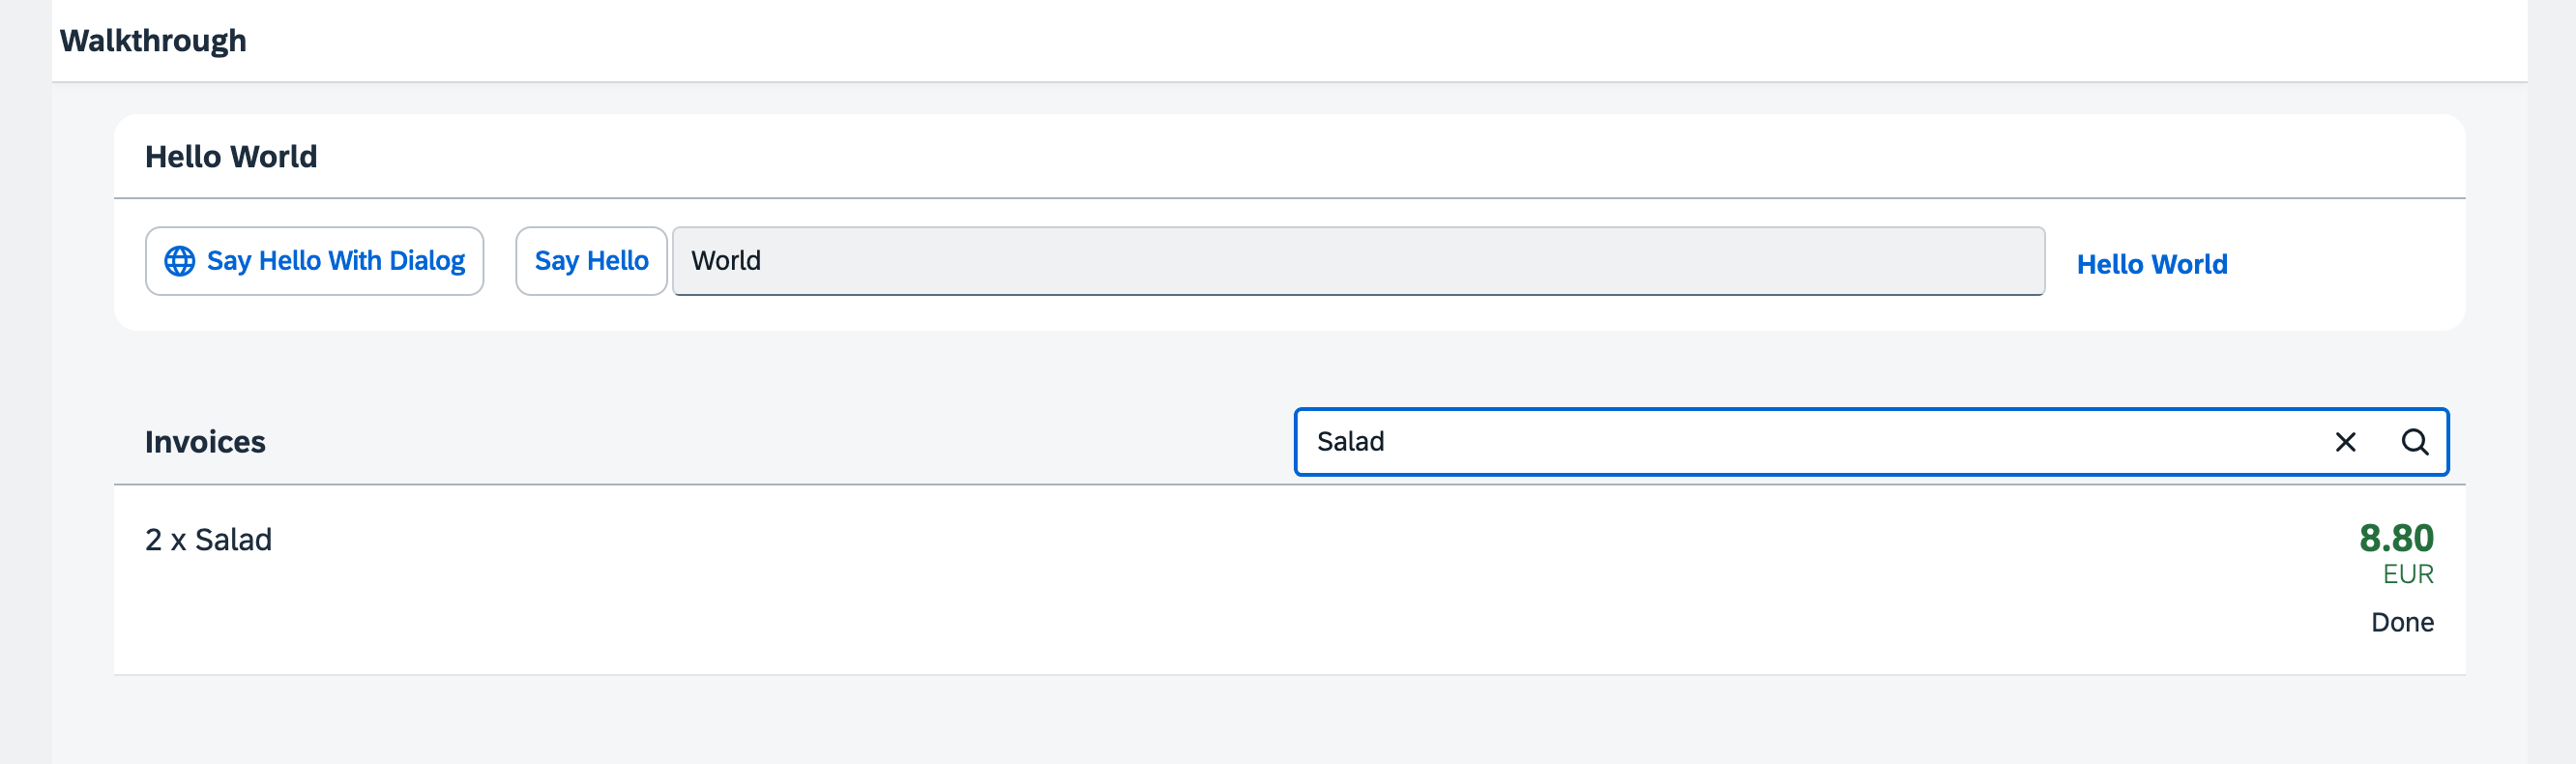 Walkthrough
Hello World
Say Hello With Dialog
Say Hello
World
Hello World
Invoices
Salad
2 x Salad
8.80
EUR
Done